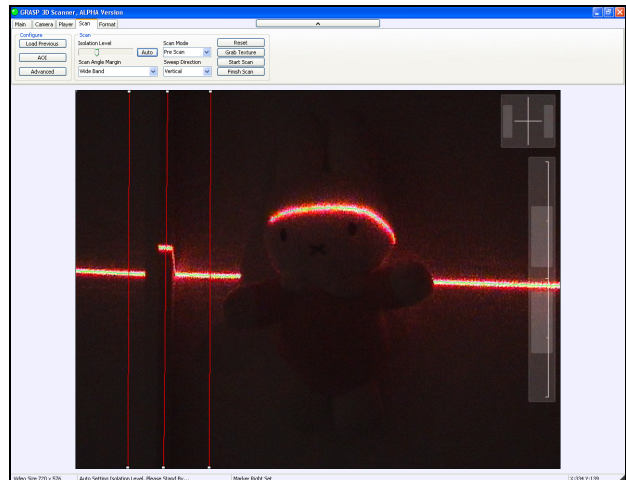 GRASP 3D Scanner, ALPHA Version
Main Camera Player Scan Format
Configure Scan
Load Previous Isolation Level Scan Mode Reset
Auto Pre Scan Grab Texture
AOI Scan Angle Margin Sweep Direction Start Scan
Advanced Wide Band Vertical Finish Scan
Video Size 720 x 576 Auto Setting Isolation Level, Please Stand By... Marker Right Set X:334 Y:139